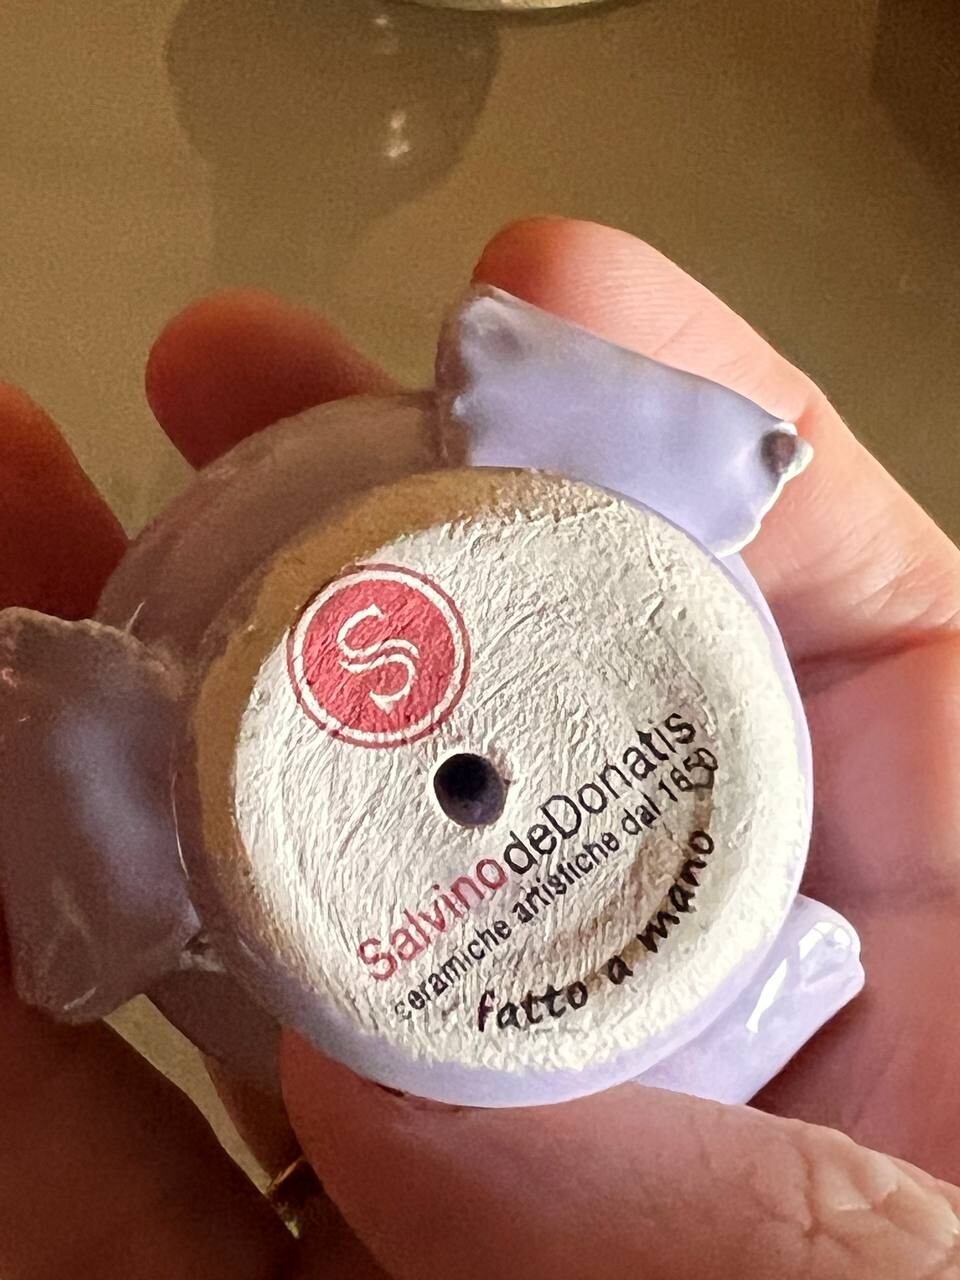 SalvinodeDonatis
ceramiche artistiche dal 1650
fatto a mano